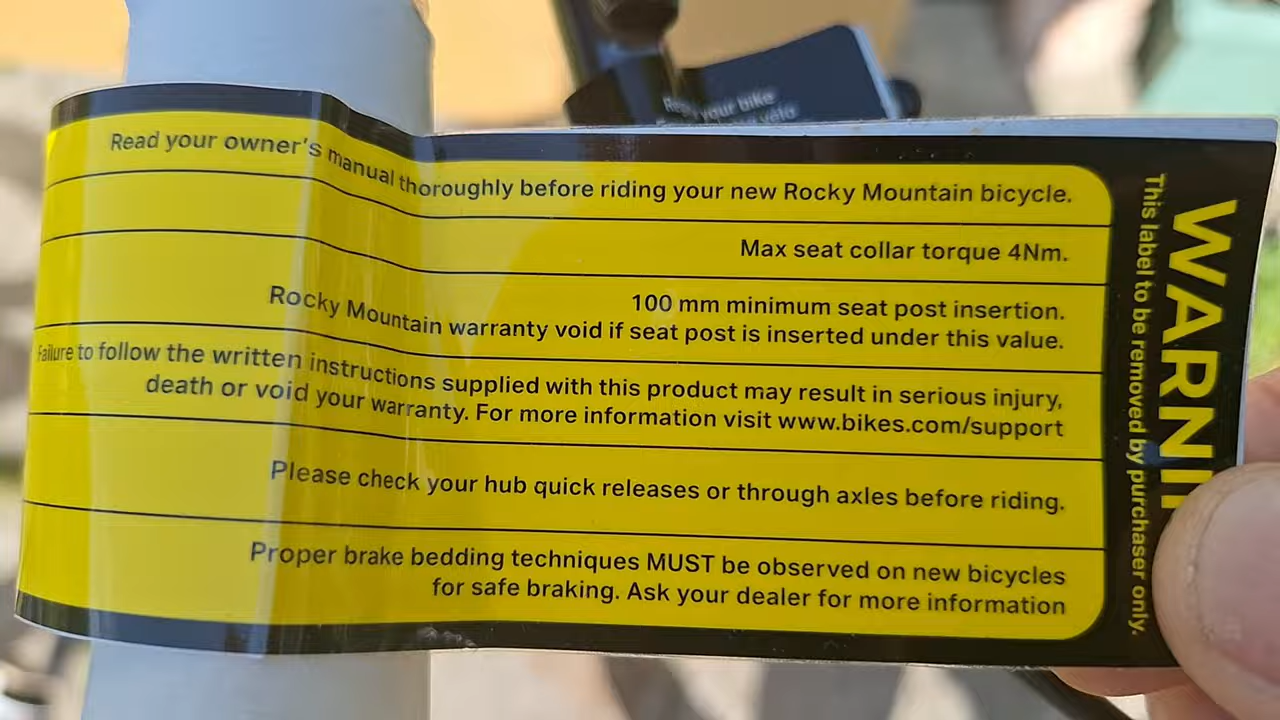 Read your bike
Read your owner's manual thoroughly before riding your new Rocky Mountain bicycle.
Max seat collar torque 4Nm.
100 mm minimum seat post insertion.
Rocky Mountain warranty void if seat post is inserted under this value.
Failure to follow the written instructions supplied with this product may result in serious injury,
death or void your warranty. For more information visit www.bikes.com/support
Please check your hub quick releases or through axles before riding.
Proper brake bedding techniques MUST be observed on new bicycles
for safe braking. Ask your dealer for more information
This label to be removed by purchaser only.